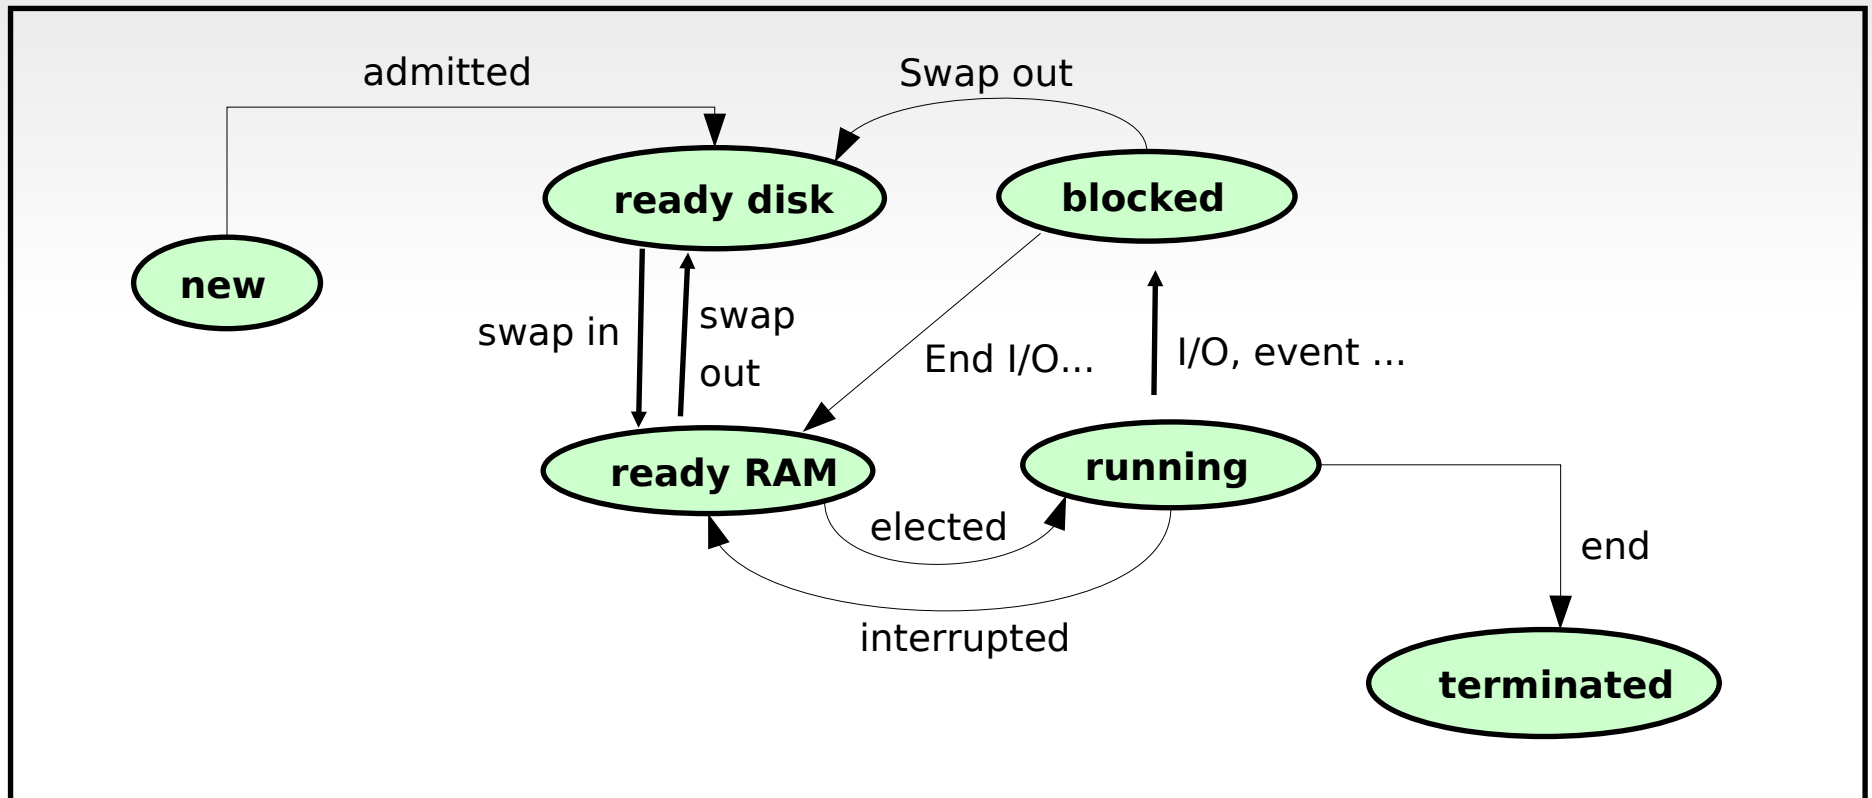 admitted
Swap out
ready disk
blocked
new
swap in
swap
out
End I/O...
I/O, event ...
ready RAM
running
elected
end
interrupted
terminated